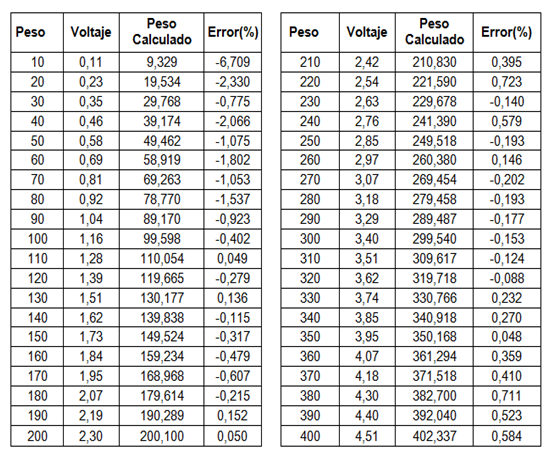 Peso Voltaje Peso Calculado Error(%)
10 0,11 9,329 -6,709
20 0,23 19,534 -2,330
30 0,35 29,768 -0,775
40 0,46 39,174 -2,066
50 0,58 49,462 -1,075
60 0,69 58,919 -1,802
70 0,81 69,263 -1,053
80 0,92 78,770 -1,537
90 1,04 89,170 -0,923
100 1,16 99,598 -0,402
110 1,28 110,054 0,049
120 1,39 119,665 -0,279
130 1,51 130,177 0,136
140 1,62 139,838 -0,115
150 1,73 149,524 -0,317
160 1,84 159,234 -0,479
170 1,95 168,968 -0,607
180 2,07 179,614 -0,215
190 2,19 190,289 0,152
200 2,30 200,100 0,050
Peso Voltaje Peso Calculado Error(%)
210 2,42 210,830 0,395
220 2,54 221,590 0,723
230 2,63 229,678 -0,140
240 2,76 241,390 0,579
250 2,85 249,518 -0,193
260 2,97 260,380 0,146
270 3,07 269,454 -0,202
280 3,18 279,458 -0,193
290 3,29 289,487 -0,177
300 3,40 299,540 -0,153
310 3,51 309,617 -0,124
320 3,62 319,718 -0,088
330 3,74 330,766 0,232
340 3,85 340,918 0,270
350 3,95 350,168 0,048
360 4,07 361,294 0,359
370 4,18 371,518 0,410
380 4,30 382,700 0,711
390 4,40 392,040 0,523
400 4,51 402,337 0,584